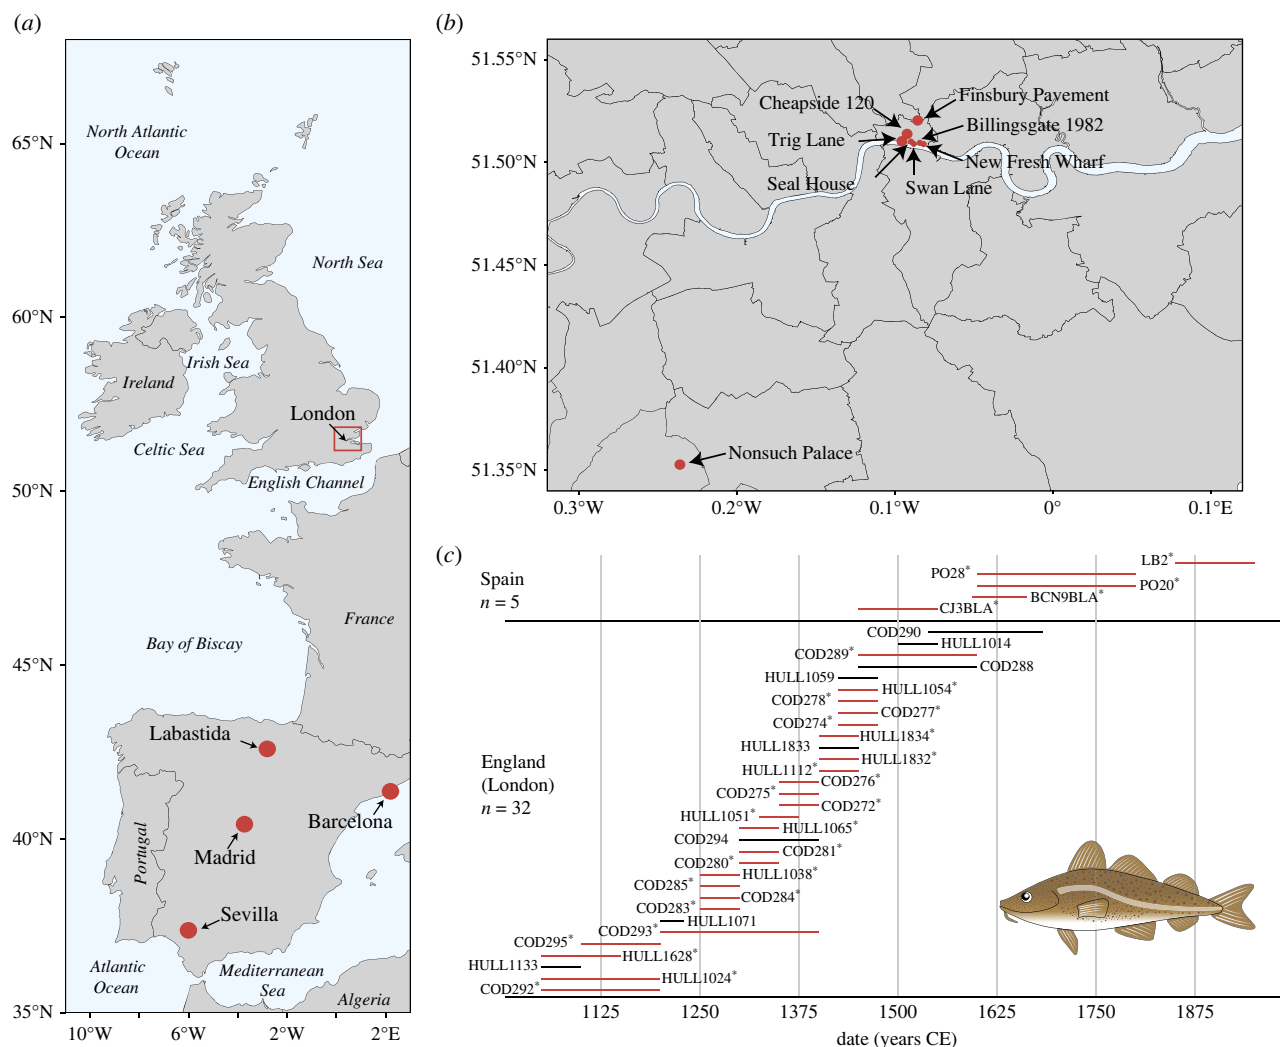 (a)
65°N
60°N
50°N
45°N
40°N
35°N
10°W
6°W
2°W
2°E
North Atlantic
Ocean
North Sea
Irish Sea
Ireland
London
Celtic Sea
English Channel
France
Bay of Biscay
Labastida
Barcelona
Madrid
Portugal
Sevilla
Atlantic
Ocean
Mediterranean
Sea
Algeria
(b)
51.55°N
51.50°N
51.45°N
51.40°N
51.35°N
0.3°W
0.2°W
0.1°W
0°
0.1°E
Cheapside 120
Finsbury Pavement
Trig Lane
Billingsgate 1982
New Fresh Wharf
Seal House
Swan Lane
Nonsuch Palace
(c)
Spain
n = 5
LB2*
PO28*
PO20*
BCN9BLA*
CJ3BLA*
England
(London)
n = 32
COD290
HULL1014
COD289*
COD288
HULL1059
HULL1054*
COD278*
COD277*
COD274*
HULL1834*
HULL1833
HULL1832*
HULL1112*
COD276*
COD275*
COD272*
HULL1051*
HULL1065*
COD294
COD281*
COD280*
HULL1038*
COD285*
COD284*
COD283*
HULL1071
COD293*
COD295*
HULL1628*
HULL1133
HULL1024*
COD292*
1125
1250
1375
1500
1625
1750
1875
date (years CE)